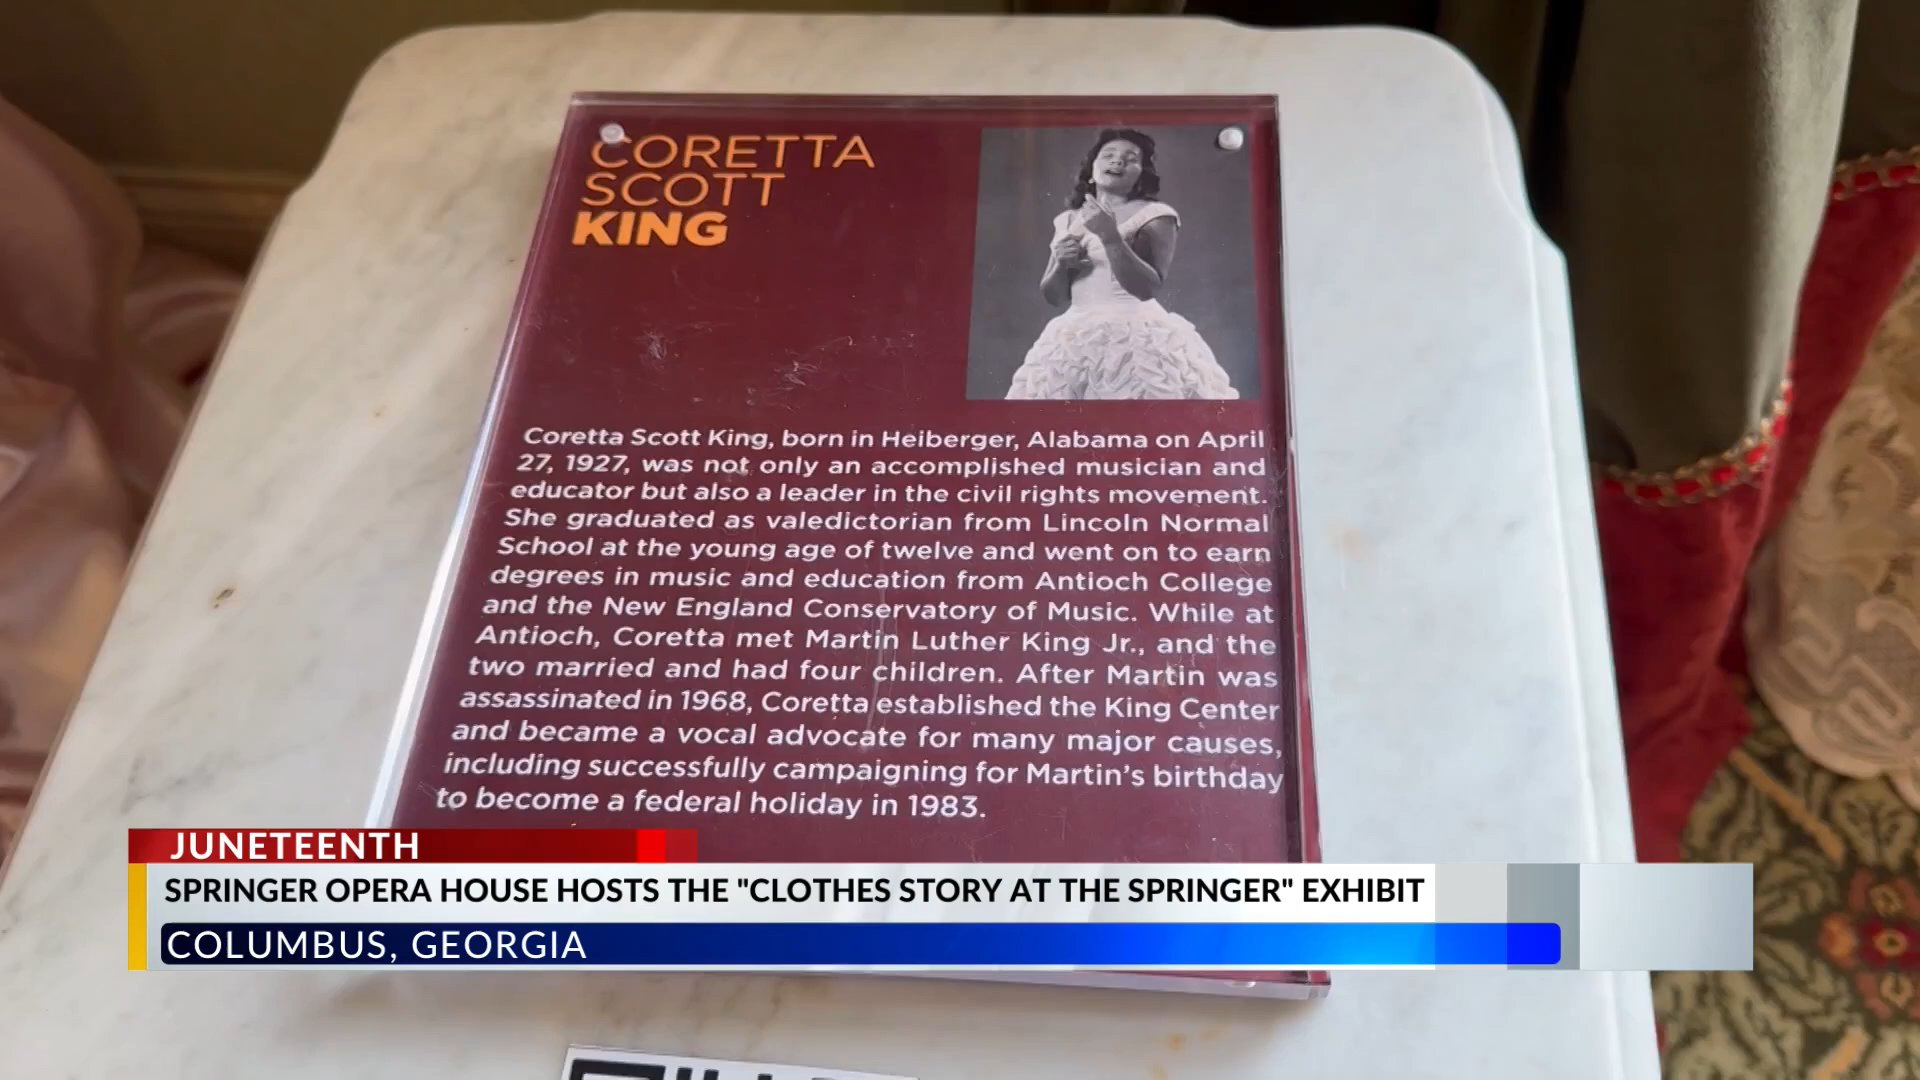 CORETTA
SCOTT
KING
Coretta Scott King, born in Heiberger, Alabama on April
27, 1927, was not only an accomplished musician and
educator but also a leader in the civil rights movement.
She graduated as valedictorian from Lincoln Normal
School at the young age of twelve and went on to earn
degrees in music and education from Antioch College
and the New England Conservatory of Music. While at
Antioch, Coretta met Martin Luther King Jr., and the
two married and had four children. After Martin was
assassinated in 1968, Coretta established the King Center
and became a vocal advocate for many major causes,
including successfully campaigning for Martin's birthday
to become a federal holiday in 1983.
JUNETEENTH
SPRINGER OPERA HOUSE HOSTS THE "CLOTHES STORY AT THE SPRINGER" EXHIBIT
COLUMBUS, GEORGIA